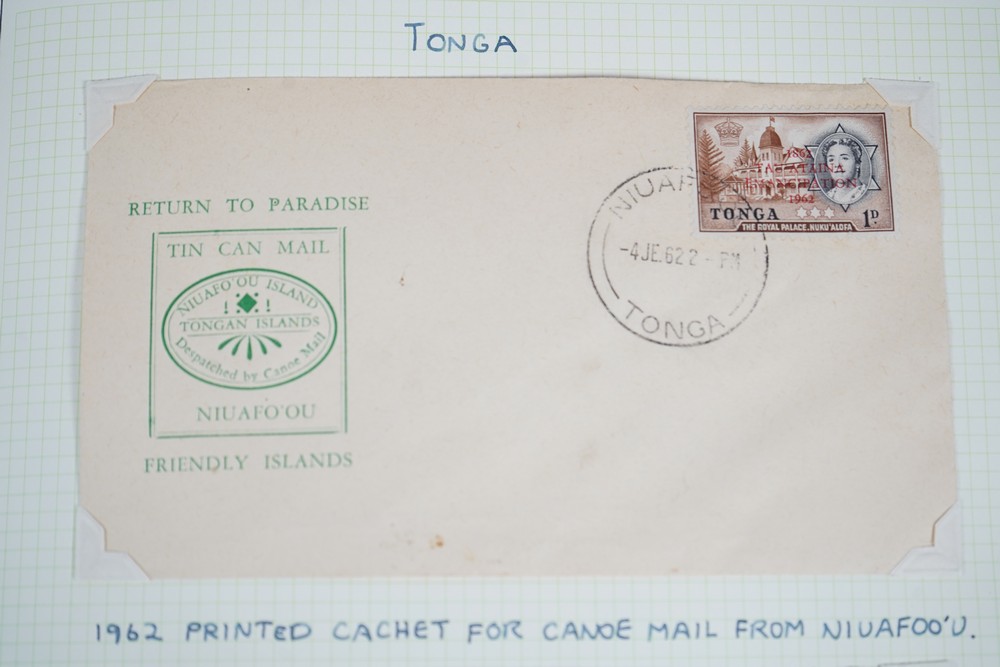 TONGA
RETURN TO PARADISE
TIN CAN MAIL
NIUAFO'OU ISLAND
TONGAN ISLANDS
Despatched by Canoe Mail
NIUAFO'OU
FRIENDLY ISLANDS
1862
EMANCIPATION
1962
TONGA
1D
THE ROYAL PALACE, NUKU'ALOFA
-4JE.62 2-PM
TONGA
1962 PRINTED CACHET FOR CANOE MAIL FROM NIUAFOO'U.